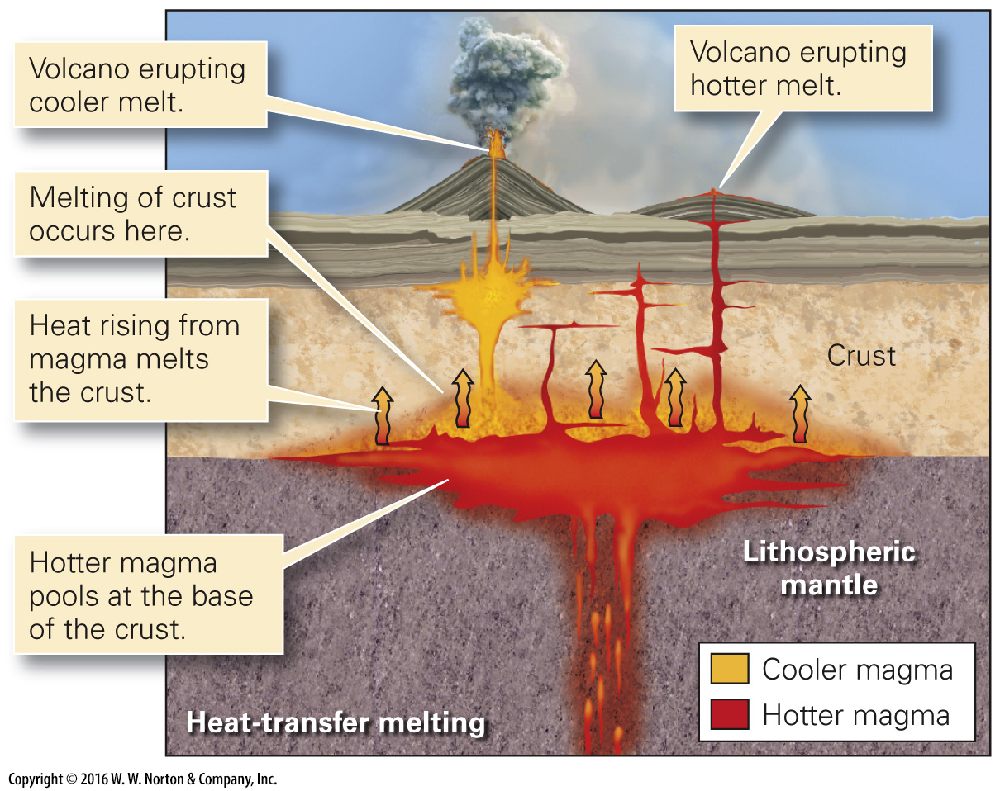 Volcano erupting
cooler melt.
Volcano erupting
hotter melt.
Melting of crust
occurs here.
Heat rising from
magma melts
the crust.
Crust
Hotter magma
pools at the base
of the crust.
Lithospheric
mantle
Cooler magma
Hotter magma
Heat-transfer melting
Copyright © 2016 W. W. Norton & Company, Inc.